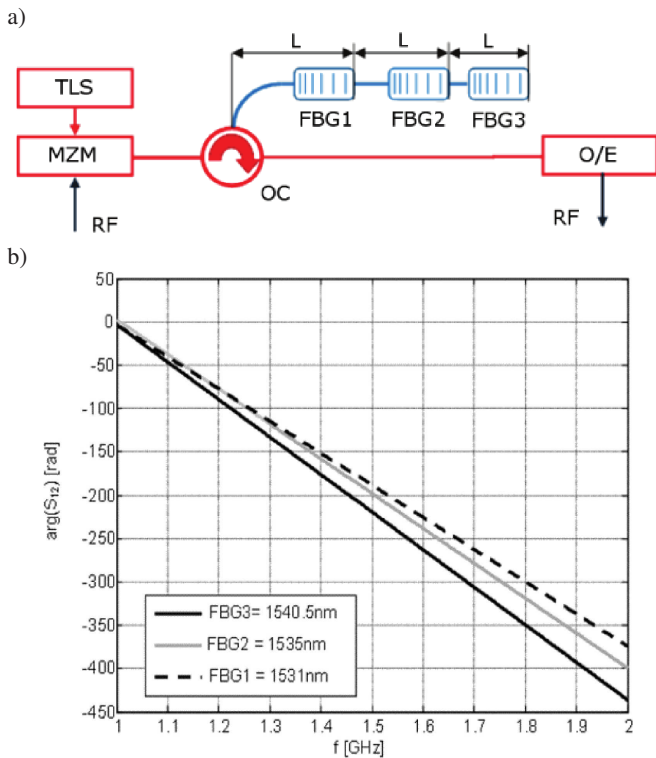 a)
L L L
TLS
FBG1 FBG2 FBG3
MZM
O/E
OC
RF
RF
b)
50
0
-50
-100
-150
-200
-250
-300
-350
-400
-450
arg(S₁₂) [rad]
FBG3= 1540.5nm
FBG2 = 1535nm
FBG1 = 1531nm
1 1.1 1.2 1.3 1.4 1.5 1.6 1.7 1.8 1.9 2
f [GHz]